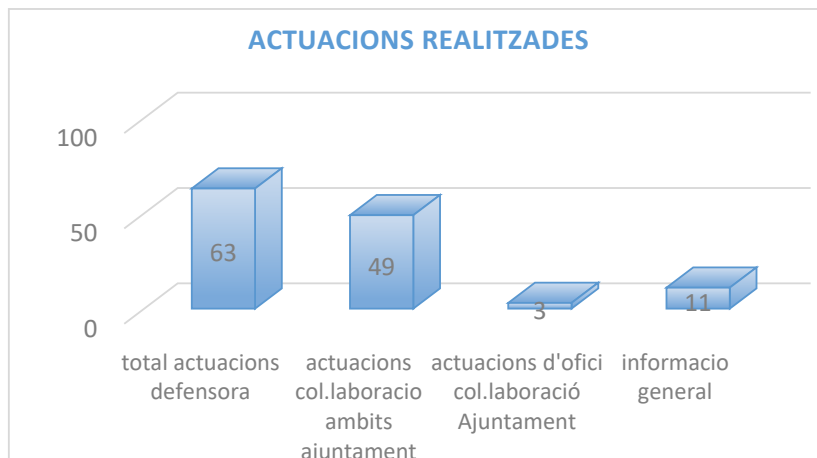 ACTUACIONS REALITZADES
100
50
0
63
49
3
11
total actuacions
defensora
actuacions
col.laboracio
ambits
ajuntament
actuacions d'ofici
col.laboració
Ajuntament
informacio
general